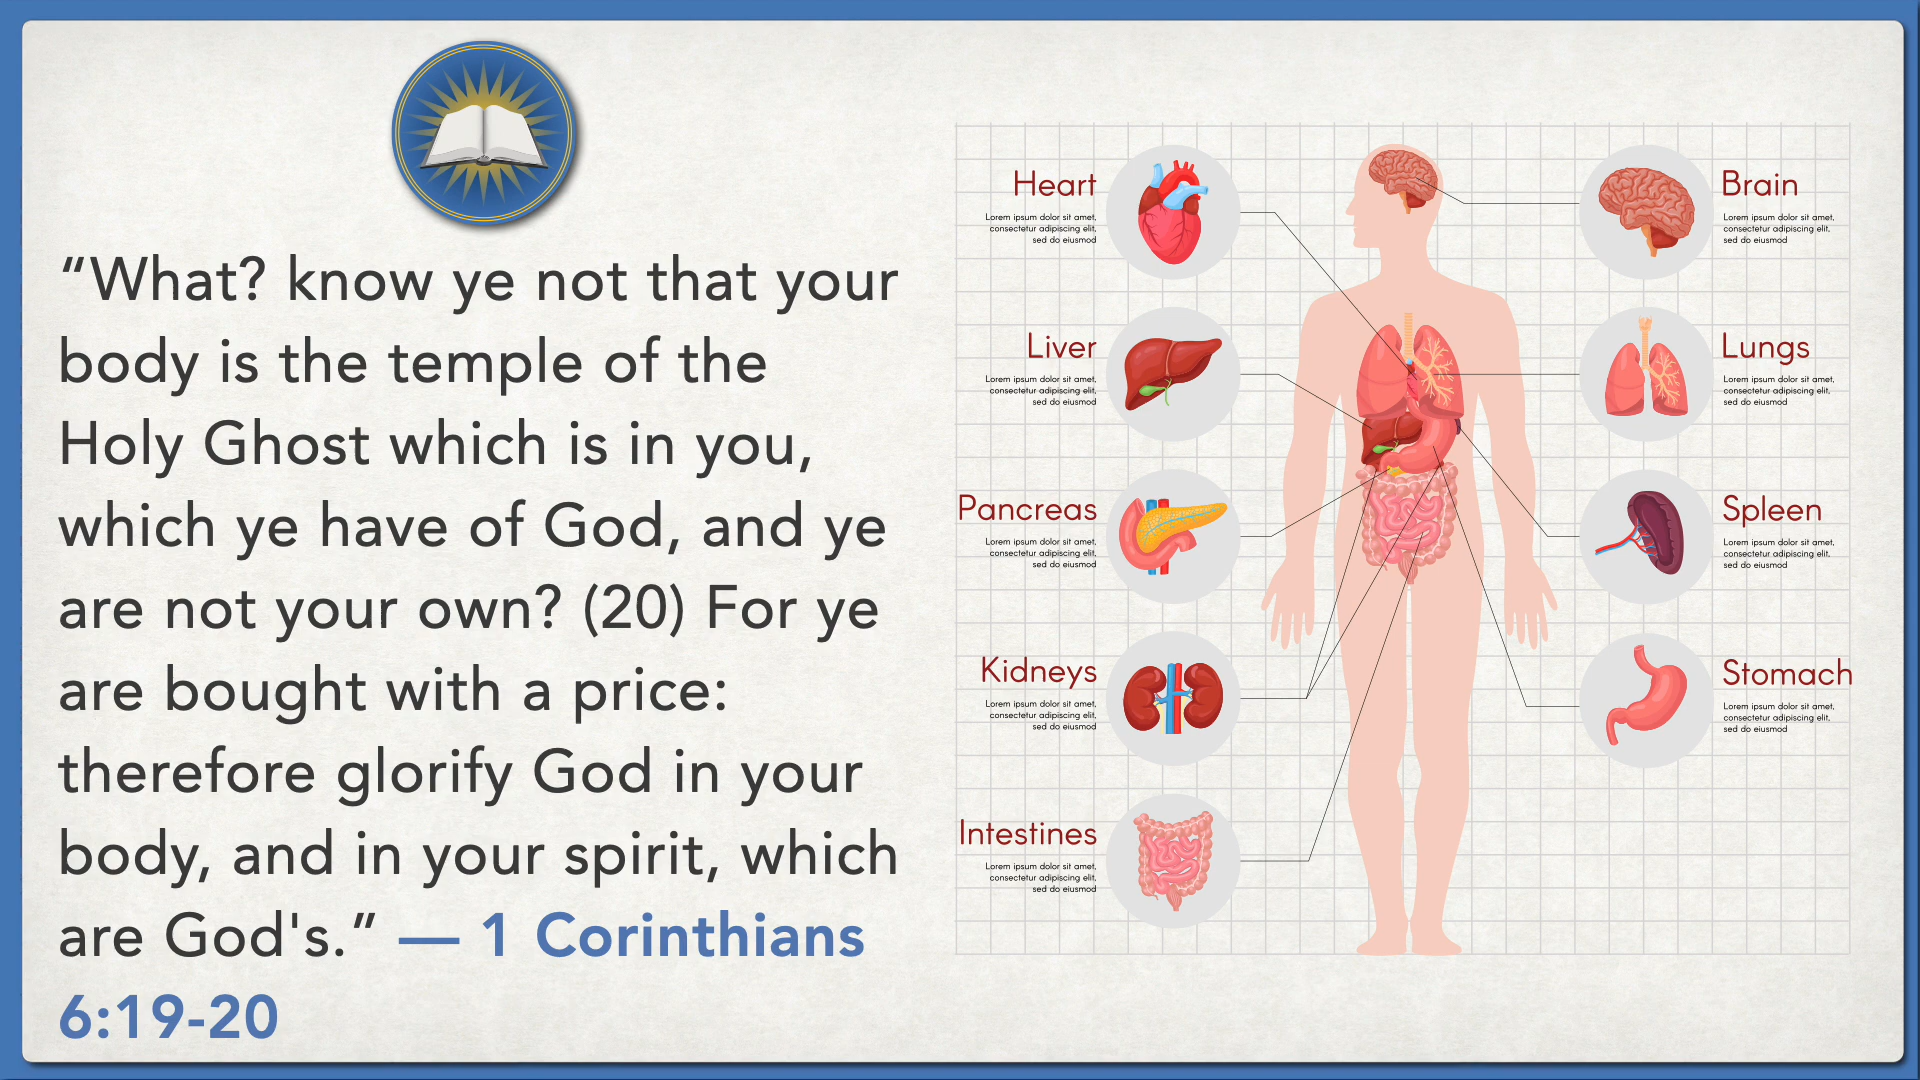 “What? know ye not that your
body is the temple of the
Holy Ghost which is in you,
which ye have of God, and ye
are not your own? (20) For ye
are bought with a price:
therefore glorify God in your
body, and in your spirit, which
are God's.” — 1 Corinthians
6:19-20
Heart
Lorem ipsum dolor sit amet,
consectetur adipiscing elit,
sed do eiusmod
Liver
Lorem ipsum dolor sit amet,
consectetur adipiscing elit,
sed do eiusmod
Pancreas
Lorem ipsum dolor sit amet,
consectetur adipiscing elit,
sed do eiusmod
Kidneys
Lorem ipsum dolor sit amet,
consectetur adipiscing elit,
sed do eiusmod
Intestines
Lorem ipsum dolor sit amet,
consectetur adipiscing elit,
sed do eiusmod
Brain
Lorem ipsum dolor sit amet,
consectetur adipiscing elit,
sed do eiusmod
Lungs
Lorem ipsum dolor sit amet,
consectetur adipiscing elit,
sed do eiusmod
Spleen
Lorem ipsum dolor sit amet,
consectetur adipiscing elit,
sed do eiusmod
Stomach
Lorem ipsum dolor sit amet,
consectetur adipiscing elit,
sed do eiusmod